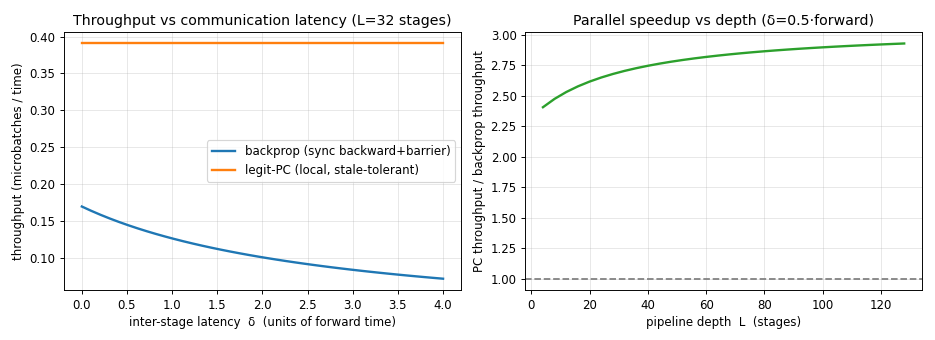 Throughput vs communication latency (L=32 stages)
throughput (microbatches / time)
0.40
0.35
0.30
0.25
0.20
0.15
0.10
backprop (sync backward+barrier)
legit-PC (local, stale-tolerant)
0.0 0.5 1.0 1.5 2.0 2.5 3.0 3.5 4.0
inter-stage latency δ (units of forward time)
Parallel speedup vs depth (δ=0.5·forward)
PC throughput / backprop throughput
3.00
2.75
2.50
2.25
2.00
1.75
1.50
1.25
1.00
0 20 40 60 80 100 120
pipeline depth L (stages)